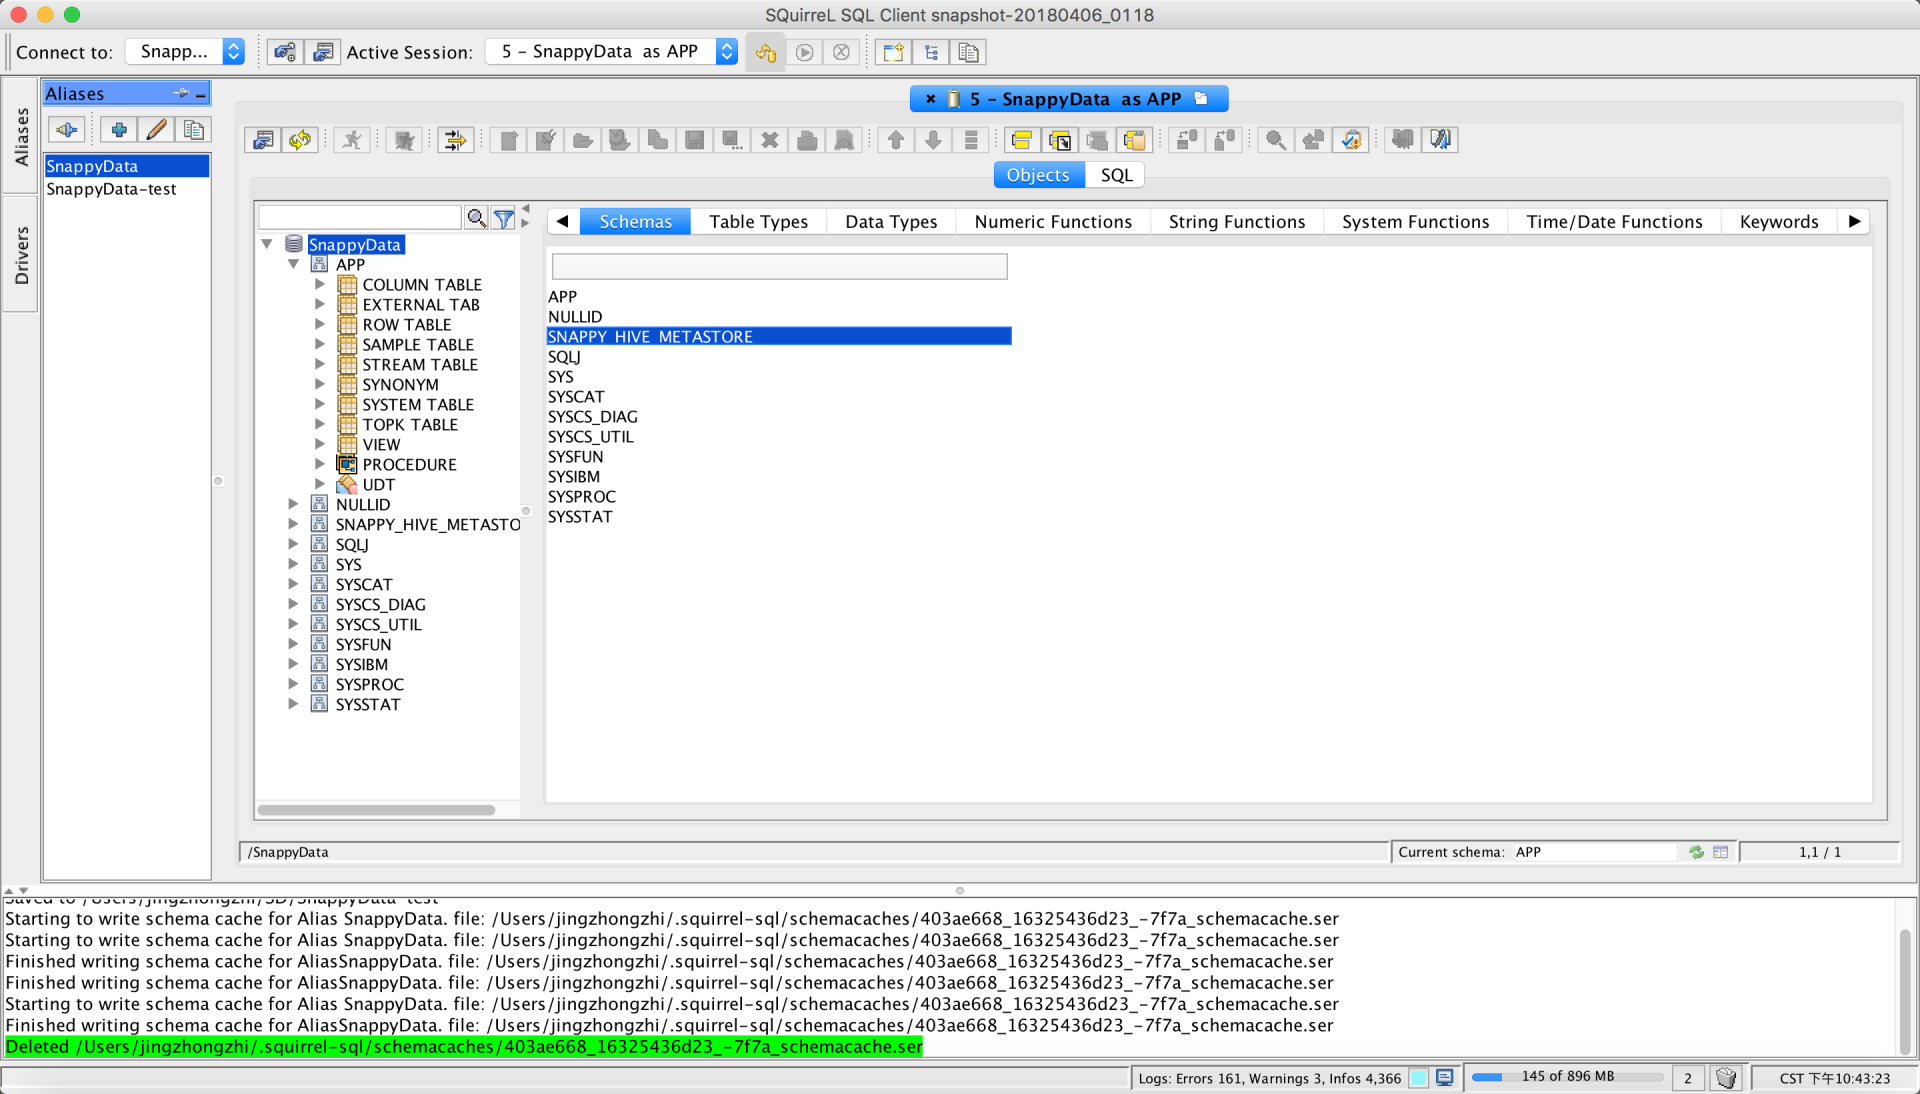 SQuirreL SQL Client snapshot-20180406_0118
Connect to: Snapp... Active Session: 5 - SnappyData as APP
Aliases
Drivers
Aliases
SnappyData
SnappyData-test
5 - SnappyData as APP
Objects SQL
SnappyData
APP
COLUMN TABLE
EXTERNAL TAB
ROW TABLE
SAMPLE TABLE
STREAM TABLE
SYNONYM
SYSTEM TABLE
TOPK TABLE
VIEW
PROCEDURE
UDT
NULLID
SNAPPY_HIVE_METASTO
SQLJ
SYS
SYSCAT
SYSCS_DIAG
SYSCS_UTIL
SYSFUN
SYSIBM
SYSPROC
SYSSTAT
Schemas Table Types Data Types Numeric Functions String Functions System Functions Time/Date Functions Keywords
APP
NULLID
SNAPPY_HIVE_METASTORE
SQLJ
SYS
SYSCAT
SYSCS_DIAG
SYSCS_UTIL
SYSFUN
SYSIBM
SYSPROC
SYSSTAT
/SnappyData Current schema: APP 1,1 / 1
Saved to /Users/jingzhongzhi/SD/SnappyData-test
Starting to write schema cache for Alias SnappyData. file: /Users/jingzhongzhi/.squirrel-sql/schemacaches/403ae668_16325436d23_-7f7a_schemacache.ser
Starting to write schema cache for Alias SnappyData. file: /Users/jingzhongzhi/.squirrel-sql/schemacaches/403ae668_16325436d23_-7f7a_schemacache.ser
Finished writing schema cache for AliasSnappyData. file: /Users/jingzhongzhi/.squirrel-sql/schemacaches/403ae668_16325436d23_-7f7a_schemacache.ser
Finished writing schema cache for AliasSnappyData. file: /Users/jingzhongzhi/.squirrel-sql/schemacaches/403ae668_16325436d23_-7f7a_schemacache.ser
Starting to write schema cache for Alias SnappyData. file: /Users/jingzhongzhi/.squirrel-sql/schemacaches/403ae668_16325436d23_-7f7a_schemacache.ser
Finished writing schema cache for AliasSnappyData. file: /Users/jingzhongzhi/.squirrel-sql/schemacaches/403ae668_16325436d23_-7f7a_schemacache.ser
Deleted /Users/jingzhongzhi/.squirrel-sql/schemacaches/403ae668_16325436d23_-7f7a_schemacache.ser
Logs: Errors 161, Warnings 3, Infos 4,366 145 of 896 MB 2 CST 下午10:43:23